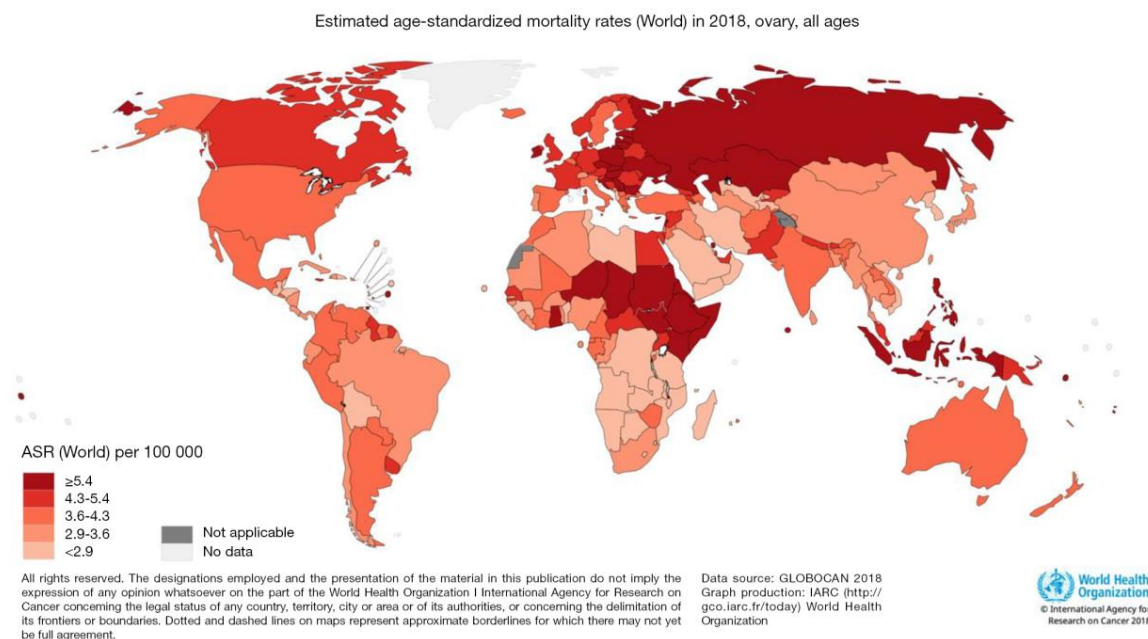 Estimated age-standardized mortality rates (World) in 2018, ovary, all ages
ASR (World) per 100 000
≥5.4
4.3-5.4
3.6-4.3
2.9-3.6
<2.9
Not applicable
No data
All rights reserved. The designations employed and the presentation of the material in this publication do not imply the
expression of any opinion whatsoever on the part of the World Health Organization I International Agency for Research on
Cancer concerning the legal status of any country, territory, city or area or of its authorities, or concerning the delimitation of
its frontiers or boundaries. Dotted and dashed lines on maps represent approximate borderlines for which there may not yet
be full agreement.
Data source: GLOBOCAN 2018
Graph production: IARC (http://
gco.iarc.fr/today) World Health
Organization
World Health
Organization
© International Agency for
Research on Cancer 2019